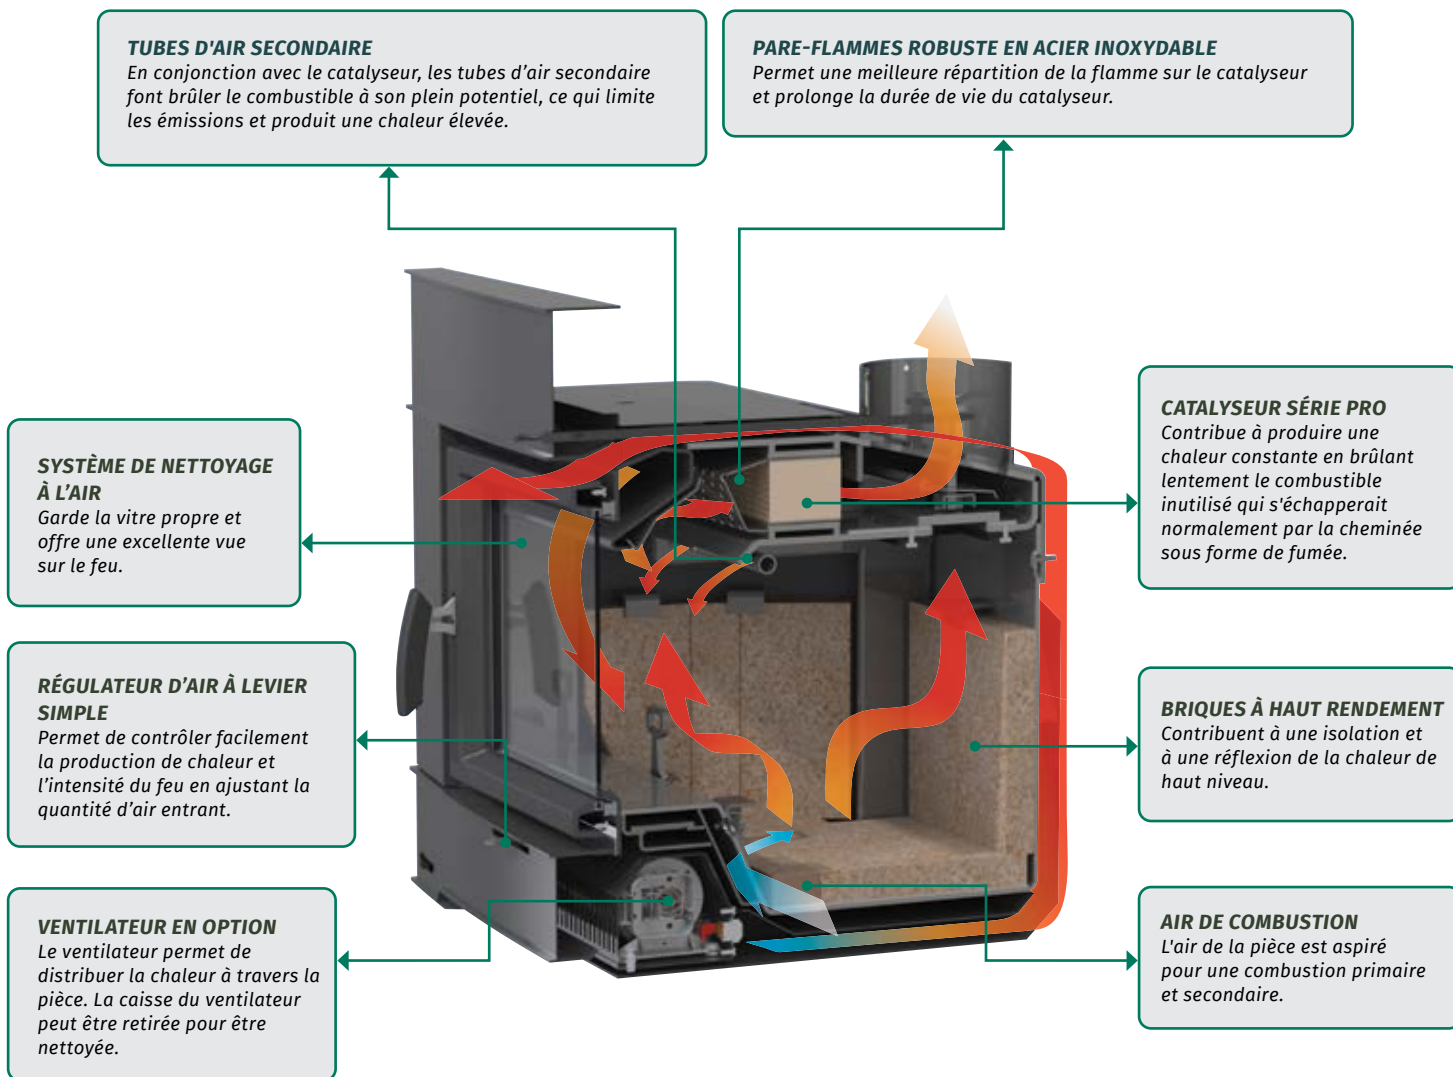 TUBES D'AIR SECONDAIRE
En conjonction avec le catalyseur, les tubes d’air secondaire
font brûler le combustible à son plein potentiel, ce qui limite
les émissions et produit une chaleur élevée.
PARE-FLAMMES ROBUSTE EN ACIER INOXYDABLE
Permet une meilleure répartition de la flamme sur le catalyseur
et prolonge la durée de vie du catalyseur.
SYSTÈME DE NETTOYAGE
À L’AIR
Garde la vitre propre et
offre une excellente vue
sur le feu.
CATALYSEUR SÉRIE PRO
Contribue à produire une
chaleur constante en brûlant
lentement le combustible
inutilisé qui s'échapperait
normalement par la cheminée
sous forme de fumée.
RÉGULATEUR D’AIR À LEVIER
SIMPLE
Permet de contrôler facilement
la production de chaleur et
l’intensité du feu en ajustant la
quantité d’air entrant.
BRIQUES À HAUT RENDEMENT
Contribuent à une isolation et
à une réflexion de la chaleur de
haut niveau.
VENTILATEUR EN OPTION
Le ventilateur permet de
distribuer la chaleur à travers la
pièce. La caisse du ventilateur
peut être retirée pour être
nettoyée.
AIR DE COMBUSTION
L'air de la pièce est aspiré
pour une combustion primaire
et secondaire.